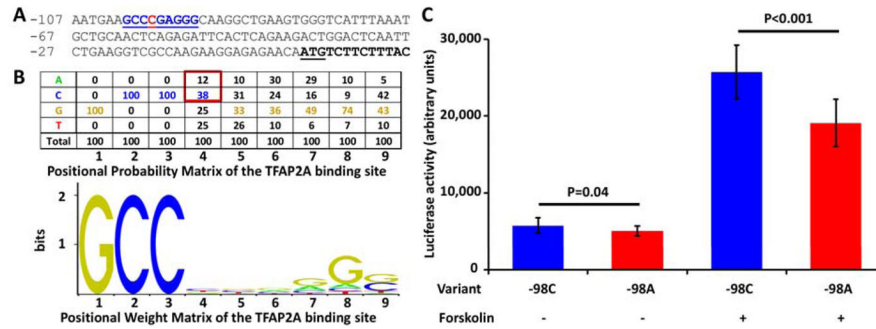 A
-107 AATGAAGCCCGAGGGCAAGGCTGAAGTGGGTCATTTAAAT
-67 GCTGCAACTCAGAGATTCACTCAGAAGACTGGACTCAATT
-27 CTGAAGGTCGCCAAGAAGGAGAGAACAATGTCTTCTTTAC
B
A 0 0 0 12 10 30 29 10 5
C 0 100 100 38 31 24 16 9 42
G 100 0 0 25 33 36 49 74 43
T 0 0 0 25 26 10 6 7 10
Total 100 100 100 100 100 100 100 100 100
1 2 3 4 5 6 7 8 9
Positional Probability Matrix of the TFAP2A binding site
2
bits
1
GCC
G
1 2 3 4 5 6 7 8 9
Positional Weight Matrix of the TFAP2A binding site
C
P<0.001
Luciferase activity (arbitrary units)
30,000
20,000
10,000
0
P=0.04
Variant -98C -98A -98C -98A
Forskolin - - + +